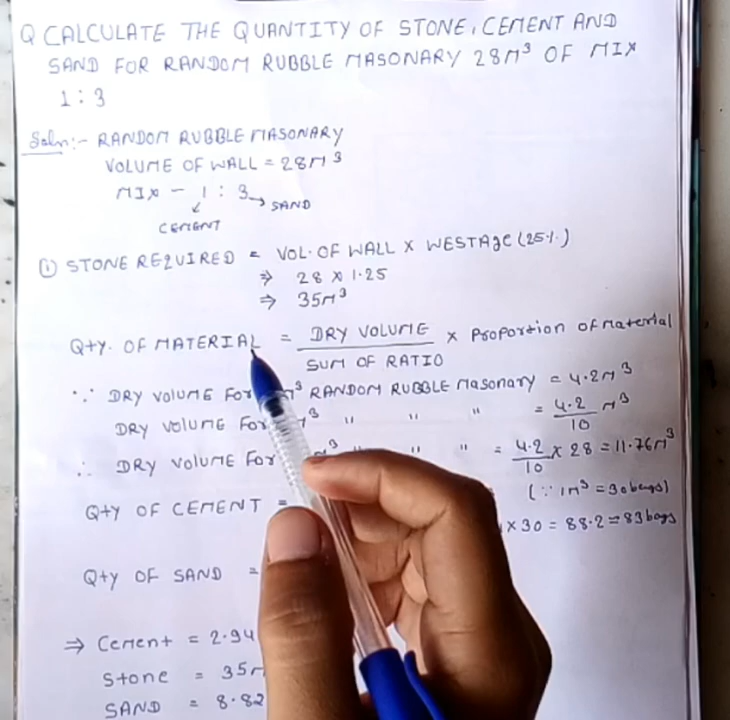 Q CALCULATE THE QUANTITY OF STONE, CEMENT AND
SAND FOR RANDOM RUBBLE MASONARY 28M³ OF MIX
1 : 3
Soln:- RANDOM RUBBLE MASONARY
VOLUME OF WALL = 28M³
MIX - 1 : 3 → SAND
CEMENT
(i) STONE REQUIRED = VOL. OF WALL X WESTAGE (25%)
⇒ 28 X 1.25
⇒ 35M³
Qty. OF MATERIAL = DRY VOLUME / SUM OF RATIO × Proportion of Material
∵ DRY VOLUME FOR M³ RANDOM RUBBLE Masonary = 4.2M³
DRY VOLUME FOR M³ " " " = 4.2/10 M³
∴ DRY VOLUME FOR M³ " " " = 4.2/10 × 28 = 11.76M³
(∵ 1M³ = 30 bags)
Qty OF CEMENT = × 30 = 88.2 = 83 bags
Qty OF SAND =
⇒ Cement = 2.94
Stone = 35
SAND = 8.82